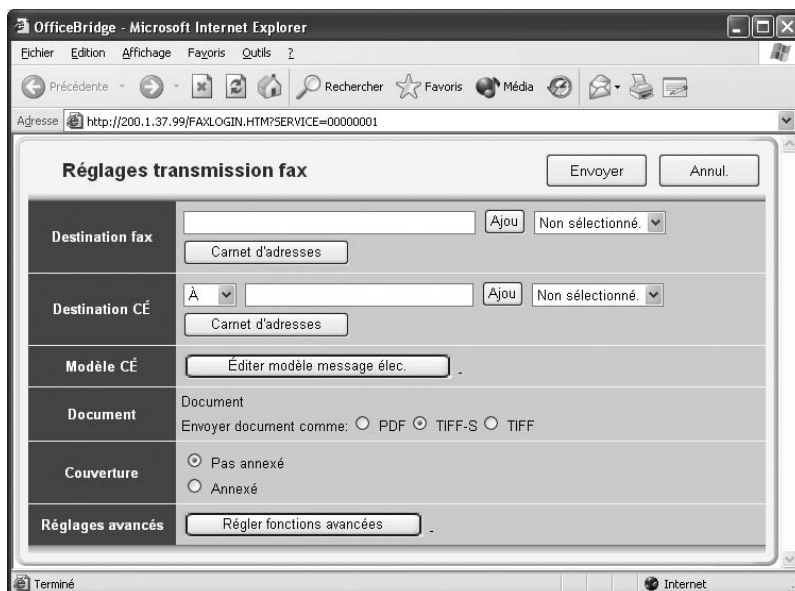 OfficeBridge - Microsoft Internet Explorer
Fichier Edition Affichage Favoris Outils ?
Précédente Rechercher Favoris Média
Adresse http://200.1.37.99/FAXLOGIN.HTM?SERVICE=00000001
Réglages transmission fax Envoyer Annul.
Destination fax Ajou Non sélectionné.
Carnet d'adresses
Destination CÉ À Ajou Non sélectionné.
Carnet d'adresses
Modèle CÉ Éditer modèle message élec. -
Document Document
Envoyer document comme: PDF TIFF-S TIFF
Couverture Pas annexé
Annexé
Réglages avancés Régler fonctions avancées -
Terminé Internet